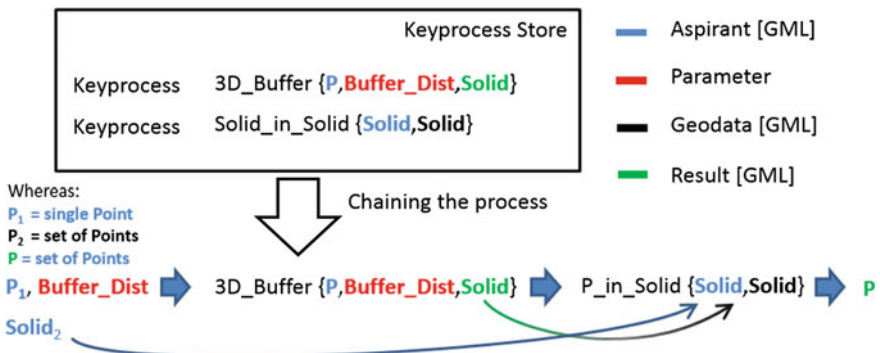 Keyprocess Store
Keyprocess 3D_Buffer {P,Buffer_Dist,Solid}
Keyprocess Solid_in_Solid {Solid,Solid}
Aspirant [GML]
Parameter
Geodata [GML]
Result [GML]
Chaining the process
Whereas:
P₁ = single Point
P₂ = set of Points
P = set of Points
P₁, Buffer_Dist 3D_Buffer {P,Buffer_Dist,Solid} P_in_Solid {Solid,Solid} P
Solid₂